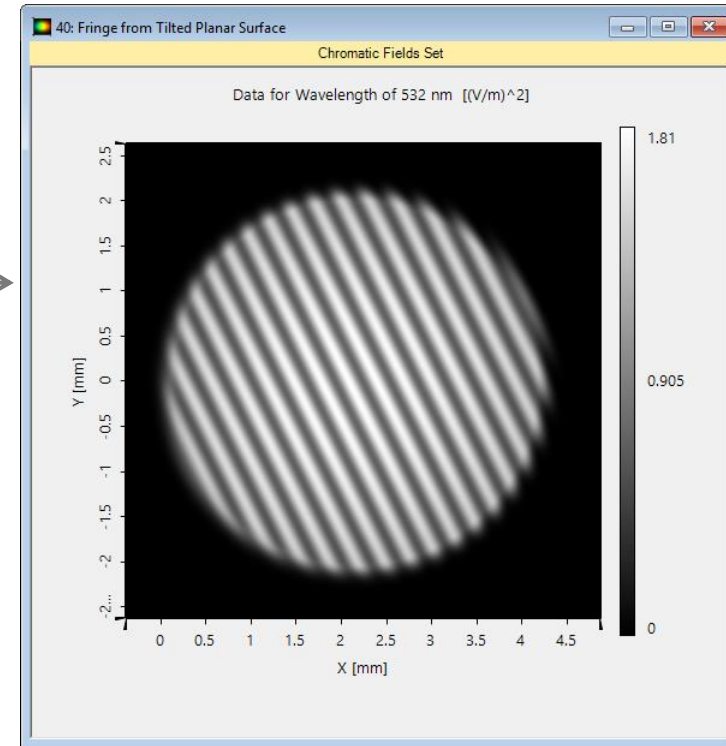 40: Fringe from Tilted Planar Surface
Chromatic Fields Set
Data for Wavelength of 532 nm [(V/m)^2]
1.81
0.905
0
Y [mm]
2.5
2
1.5
1
0.5
0
-0.5
-1
-1.5
-2
-2...
0 0.5 1 1.5 2 2.5 3 3.5 4 4.5
X [mm]